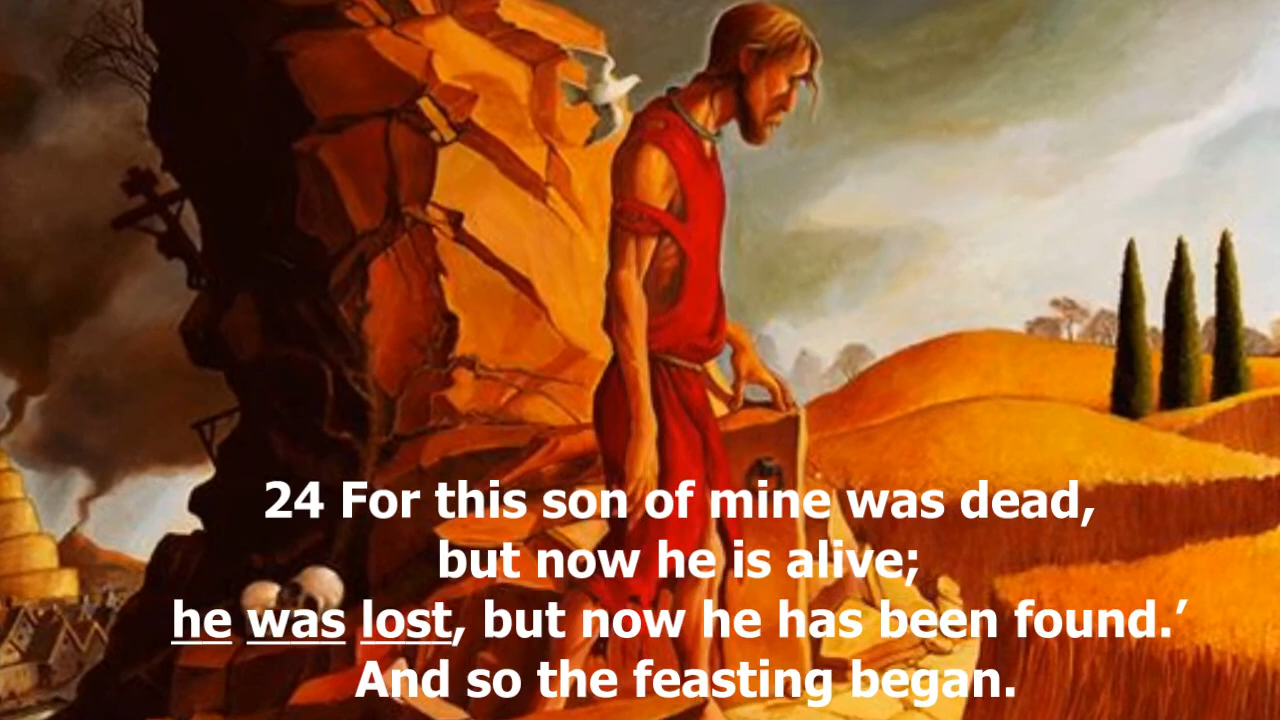 24 For this son of mine was dead,
but now he is alive;
he was lost, but now he has been found.’
And so the feasting began.